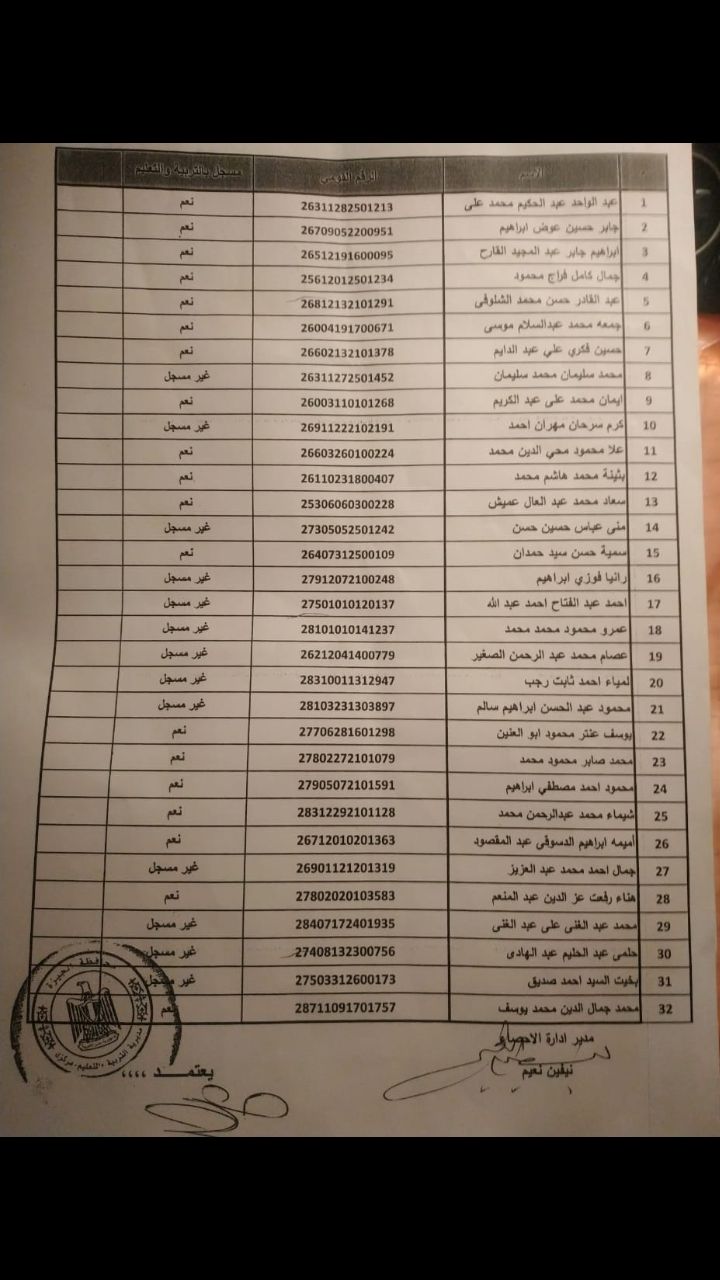 م الاسم الرقم القومي مسجل بالتربية والتعليم
1 عبد الواحد عبد الحكيم محمد على 26311282501213 نعم
2 جابر حسين عوض ابراهيم 26709052200951 نعم
3 ابراهيم جابر عبد المجيد القارح 26512191600095 نعم
4 جمال كامل فراج محمود 25612012501234 نعم
5 عبد القادر حسن محمد الشلوفى 26812132101291 نعم
6 جمعه محمد عبدالسلام موسى 26004191700671 نعم
7 حسين فكري علي عبد الدايم 26602132101378 نعم
8 محمد سليمان محمد سليمان 26311272501452 غير مسجل
9 ايمان محمد على عبد الكريم 26003110101268 نعم
10 كرم سرحان مهران احمد 26911222102191 غير مسجل
11 علا محمود محي الدين محمد 26603260100224 نعم
12 بثينة محمد هاشم محمد 26110231800407 نعم
13 سعاد محمد عبد العال عميش 25306060300228 نعم
14 منى عباس حسين حسن 27305052501242 غير مسجل
15 سمية حسن سيد حمدان 26407312500109 نعم
16 رانيا فوزي ابراهيم 27912072100248 غير مسجل
17 احمد عبد الفتاح احمد عبد الله 27501010120137 غير مسجل
18 عمرو محمود محمد محمد 28101010141237 غير مسجل
19 عصام محمد عبد الرحمن الصغير 26212041400779 غير مسجل
20 لمياء احمد ثابت رجب 28310011312947 غير مسجل
21 محمود عبد الحسن ابراهيم سالم 28103231303897 غير مسجل
22 يوسف عنتر محمود ابو العنين 27706281601298 نعم
23 محمد صابر محمود محمد 27802272101079 نعم
24 محمود احمد مصطفي ابراهيم 27905072101591 نعم
25 شيماء محمد عبدالرحمن محمد 28312292101128 نعم
26 أميمه ابراهيم الدسوقى عبد المقصود 26712010201363 نعم
27 جمال احمد محمد عبد العزيز 26901121201319 غير مسجل
28 هناء رفعت عز الدين عبد المنعم 27802020103583 نعم
29 محمد عبد الغنى على عبد الغنى 28407172401935 غير مسجل
30 حلمى عبد الحليم عبد الهادى 27408132300756 غير مسجل
31 بخيت السيد احمد صديق 27503312600173 غير مسجل
32 محمد جمال الدين محمد يوسف 28711091701757 نعم
مدير ادارة الاحصاء
نيفين نعيم
يعتمــد ،،،،
محافظة الجيزة
مديرية التربية والتعليم